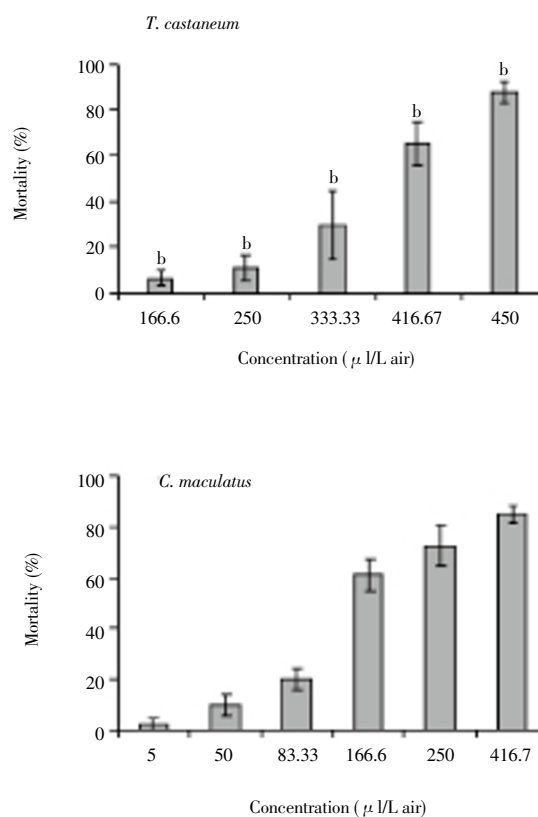 T. castaneum
100
80
60
40
20
0
Mortality (%)
b
b
b
b
b
166.6 250 333.33 416.67 450
Concentration ( μ l/L air)
C. maculatus
100
80
60
40
20
0
Mortality (%)
5 50 83.33 166.6 250 416.7
Concentration ( μ l/L air)